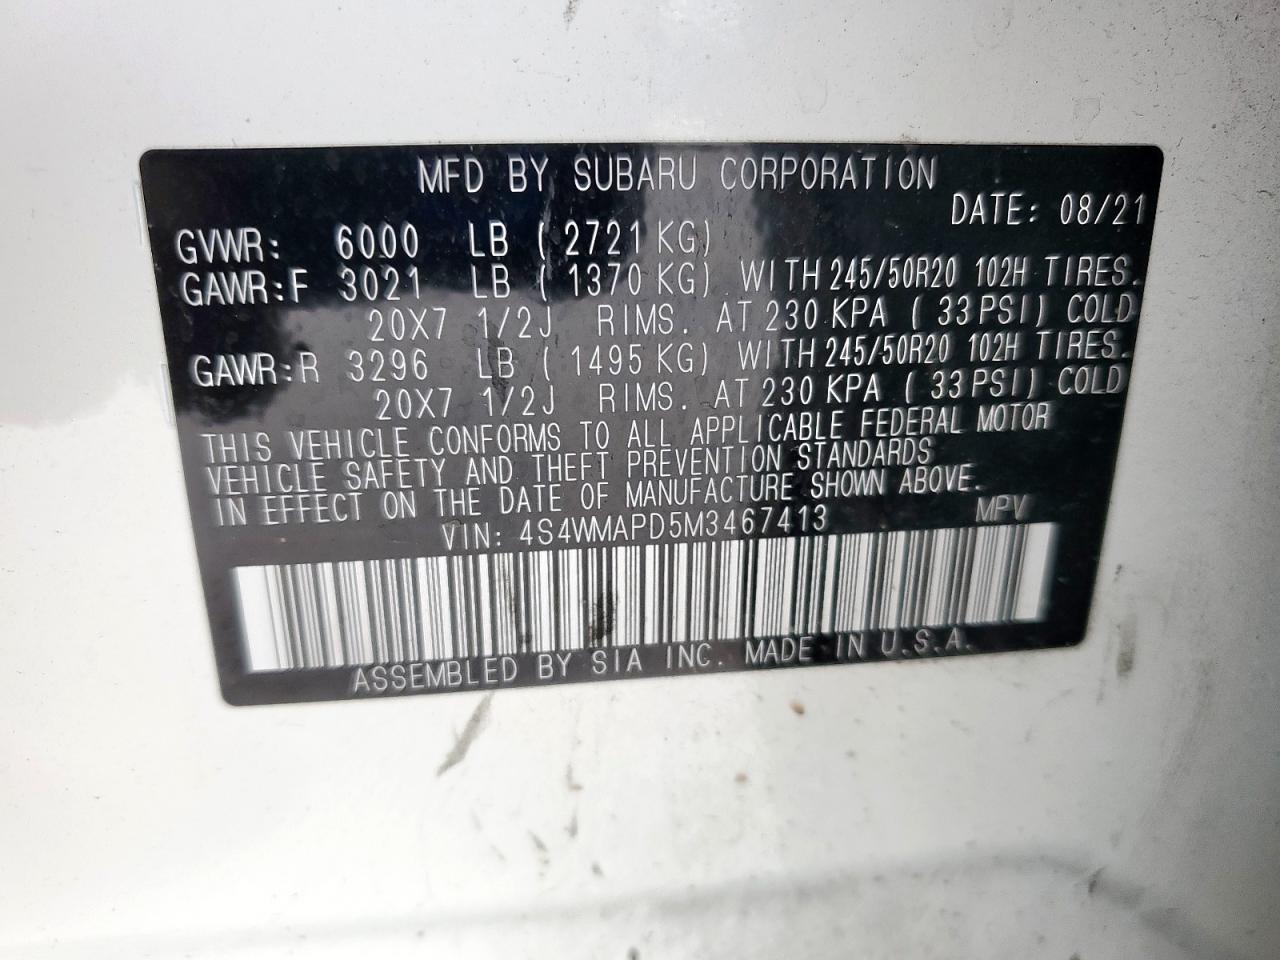 MFD BY SUBARU CORPORATION
DATE: 08/21
GVWR: 6000 LB ( 2721 KG)
GAWR:F 3021 LB ( 1370 KG) WITH 245/50R20 102H TIRES.
20X7 1/2J RIMS. AT 230 KPA ( 33 PSI) COLD
GAWR:R 3296 LB ( 1495 KG) WITH 245/50R20 102H TIRES.
20X7 1/2J RIMS. AT 230 KPA ( 33 PSI) COLD
THIS VEHICLE CONFORMS TO ALL APPLICABLE FEDERAL MOTOR
VEHICLE SAFETY AND THEFT PREVENTION STANDARDS
IN EFFECT ON THE DATE OF MANUFACTURE SHOWN ABOVE.
VIN: 4S4WMAPD5M3467413 MPV
ASSEMBLED BY SIA INC. MADE IN U.S.A.